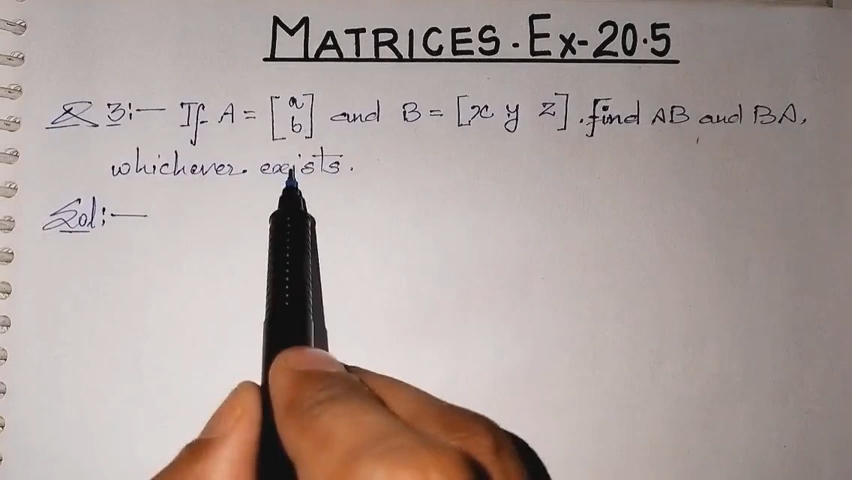 MATRICES. Ex-20.5
Q 3:- If A = [a b] and B = [x y z]. find AB and BA,
whichever. exists.
Sol:-